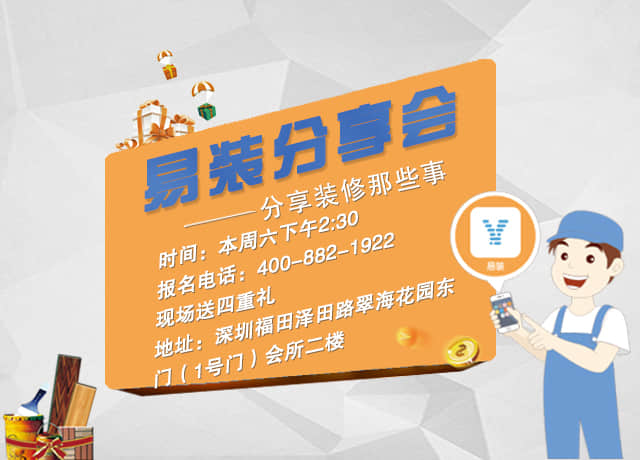 易装分享会
——分享装修那些事
时间：本周六下午2:30
报名电话：400-882-1922
现场送四重礼
地址：深圳福田泽田路翠海花园东
门（1号门）会所二楼
易装